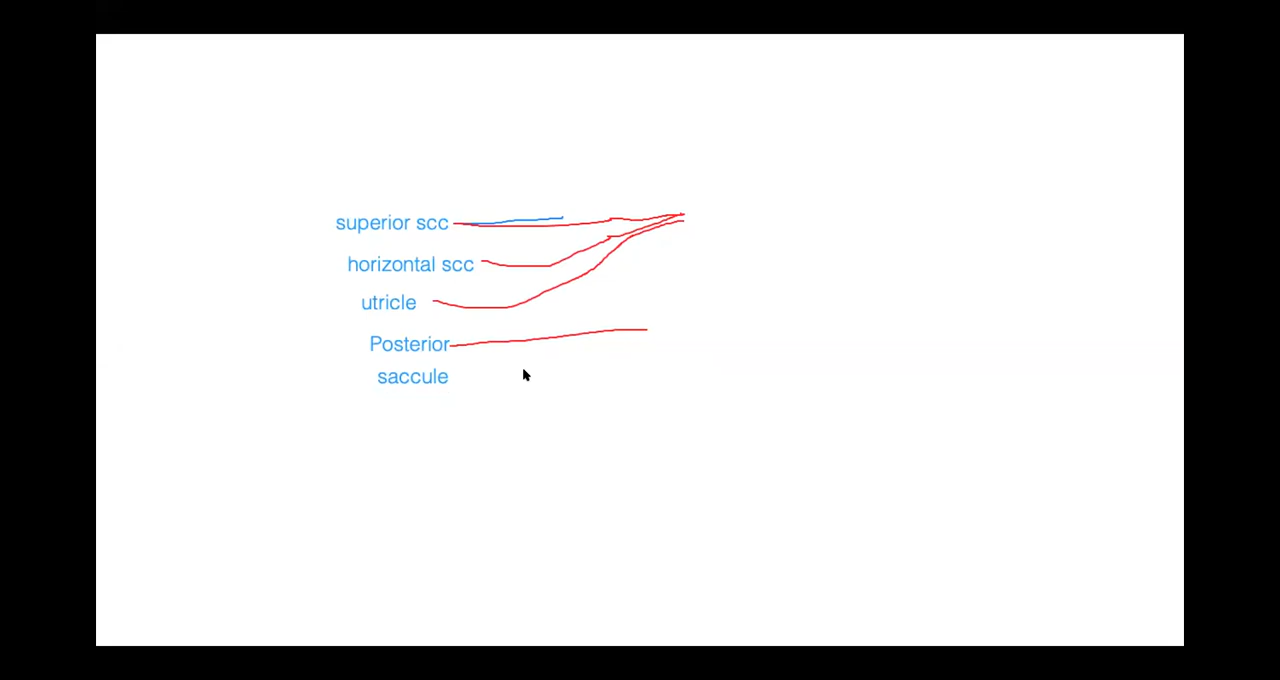 superior scc
horizontal scc
utricle
Posterior
saccule